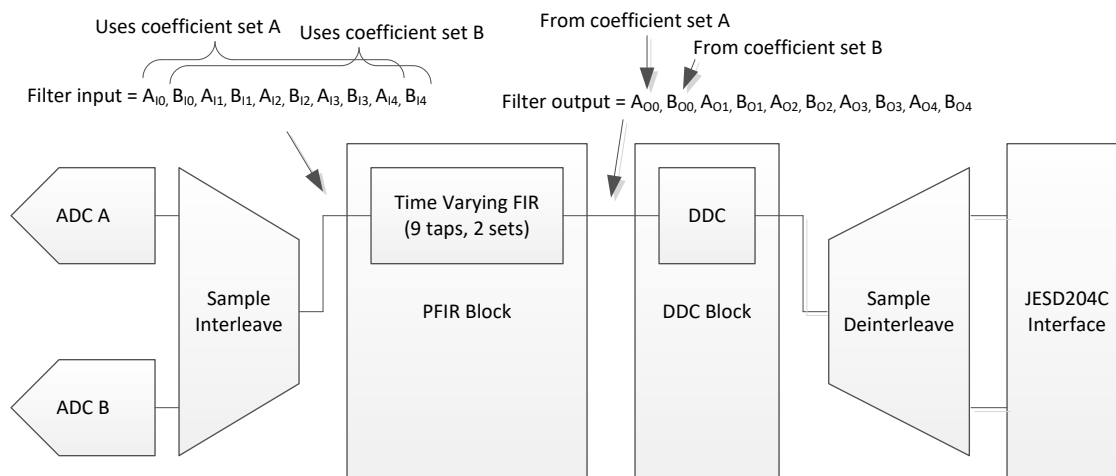 Uses coefficient set A
Uses coefficient set B
Filter input = A_I0, B_I0, A_I1, B_I1, A_I2, B_I2, A_I3, B_I3, A_I4, B_I4
From coefficient set A
From coefficient set B
Filter output = A_O0, B_O0, A_O1, B_O1, A_O2, B_O2, A_O3, B_O3, A_O4, B_O4
ADC A
ADC B
Sample
Interleave
Time Varying FIR
(9 taps, 2 sets)
PFIR Block
DDC
DDC Block
Sample
Deinterleave
JESD204C
Interface